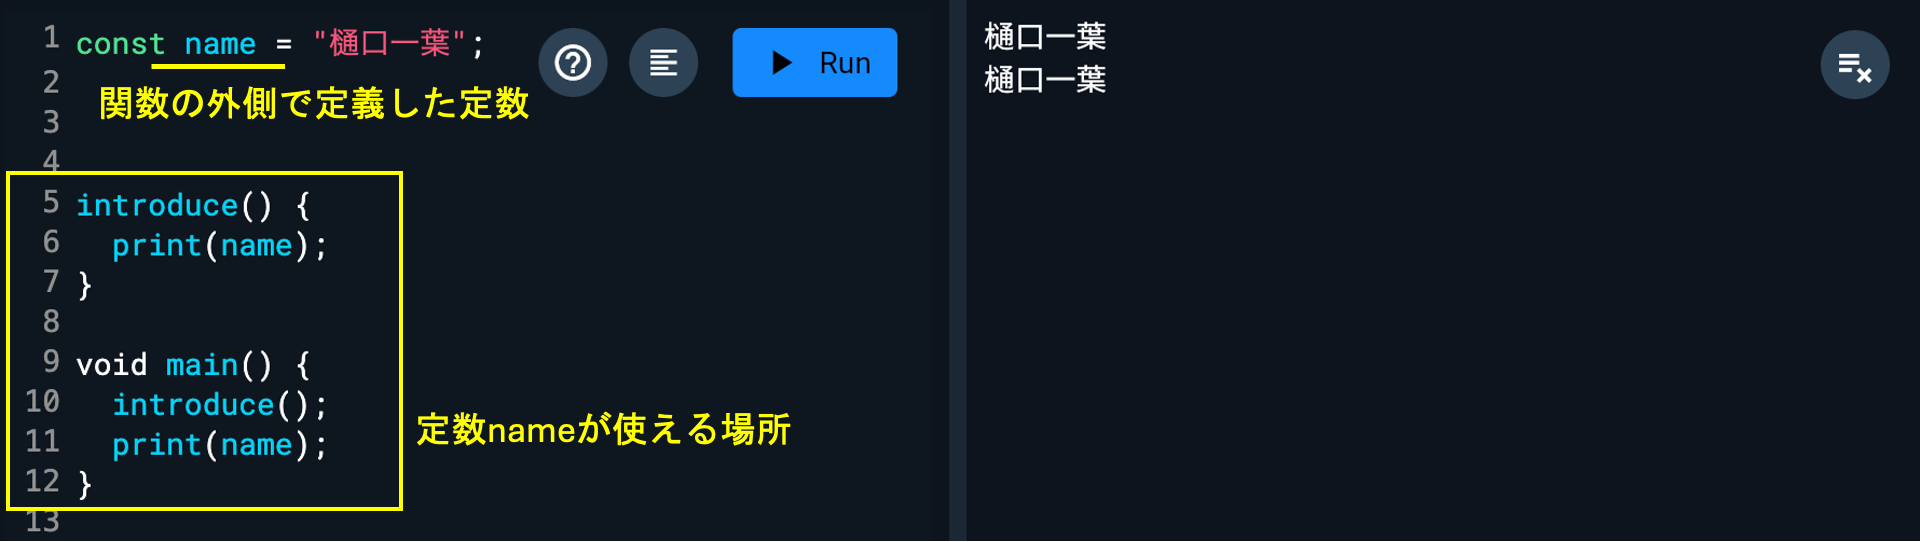 1 const name = "樋口一葉";
2
関数の外側で定義した定数
3
4
5 introduce() {
6 print(name);
7 }
8
9 void main() {
10 introduce();
11 print(name);
12 }
13
定数nameが使える場所
Run
樋口一葉
樋口一葉